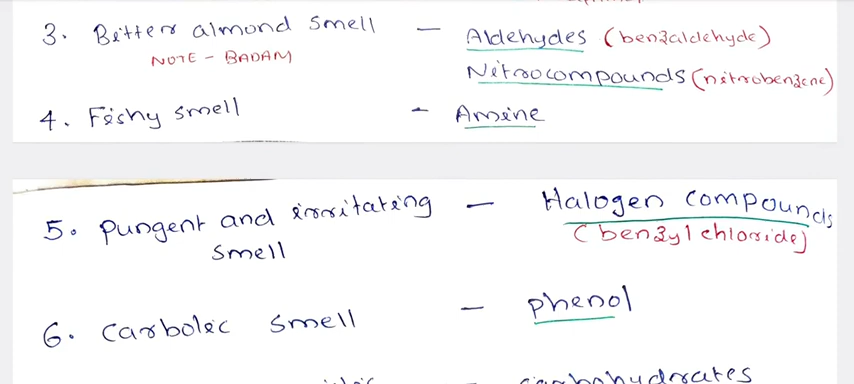 3. Bitter almond smell - Aldehydes (benzaldehyde)
NOTE - BADAM
Nitrocompounds (nitrobenzene)
4. Fishy smell - Amine
5. pungent and irritating - Halogen compounds
smell (benzyl chloride)
6. carbolic smell - phenol
carbohydrates